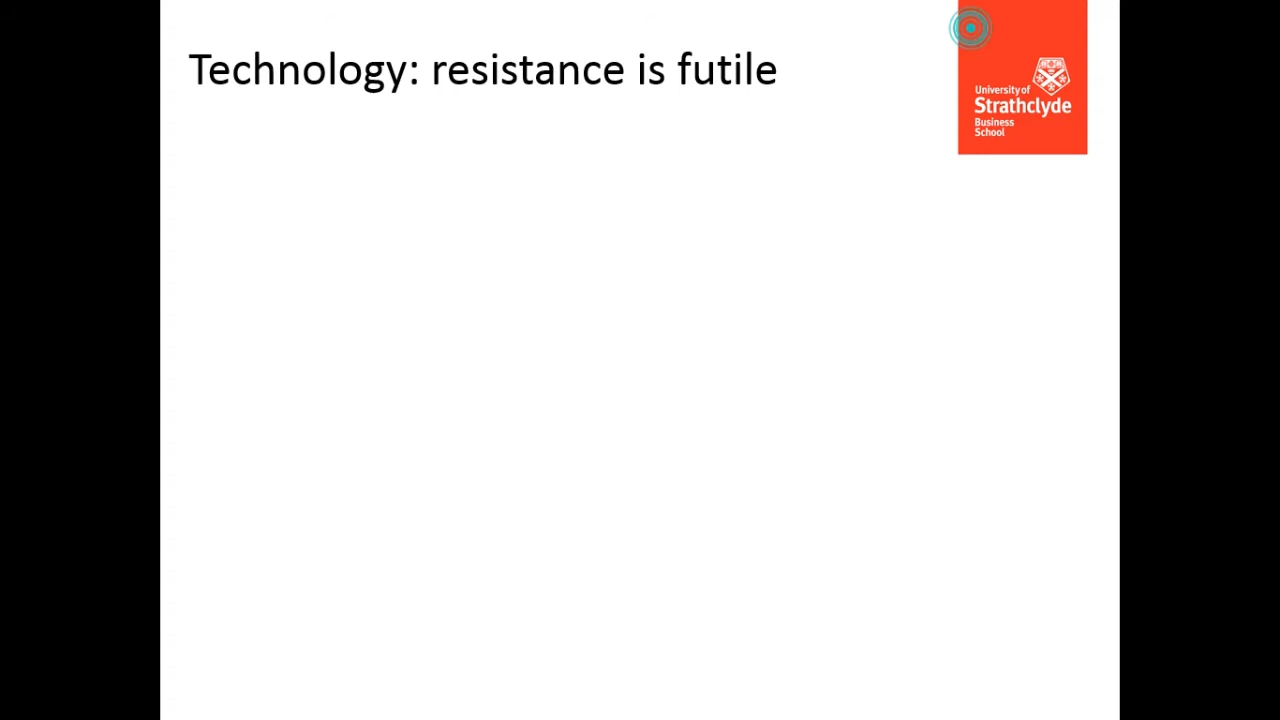 Technology: resistance is futile
University of
Strathclyde
Business
School